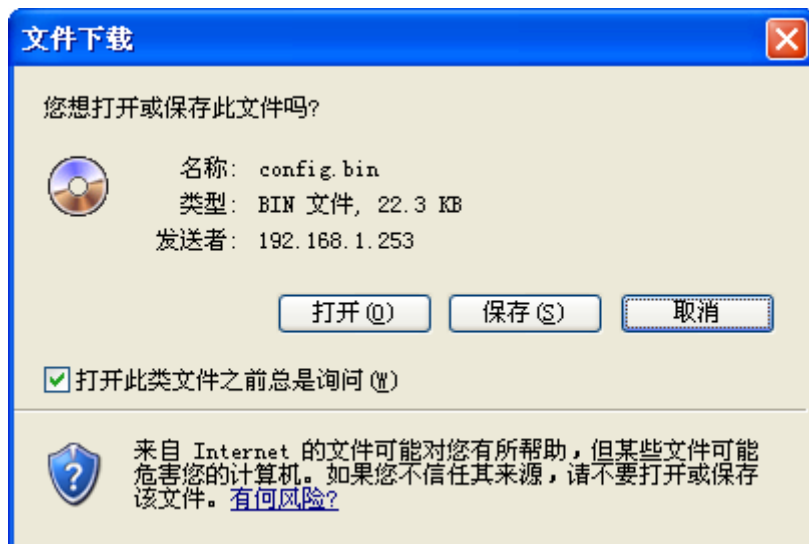 文件下载
您想打开或保存此文件吗?
名称: config.bin
类型: BIN 文件, 22.3 KB
发送者: 192.168.1.253
打开(O) 保存(S) 取消
打开此类文件之前总是询问(W)
来自 Internet 的文件可能对您有所帮助，但某些文件可能
危害您的计算机。如果您不信任其来源，请不要打开或保存
该文件。有何风险?